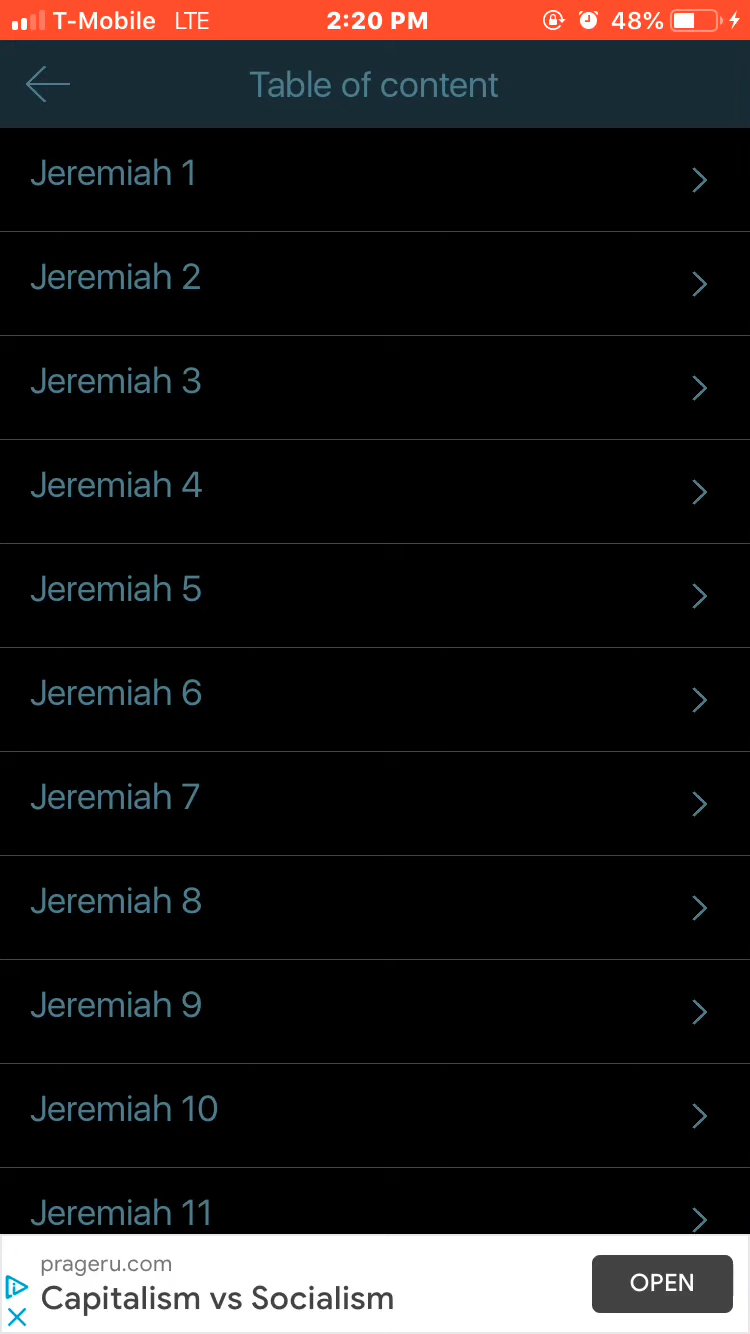 T-Mobile LTE 2:20 PM 48%
Table of content
Jeremiah 1
Jeremiah 2
Jeremiah 3
Jeremiah 4
Jeremiah 5
Jeremiah 6
Jeremiah 7
Jeremiah 8
Jeremiah 9
Jeremiah 10
Jeremiah 11
prageru.com
Capitalism vs Socialism
OPEN